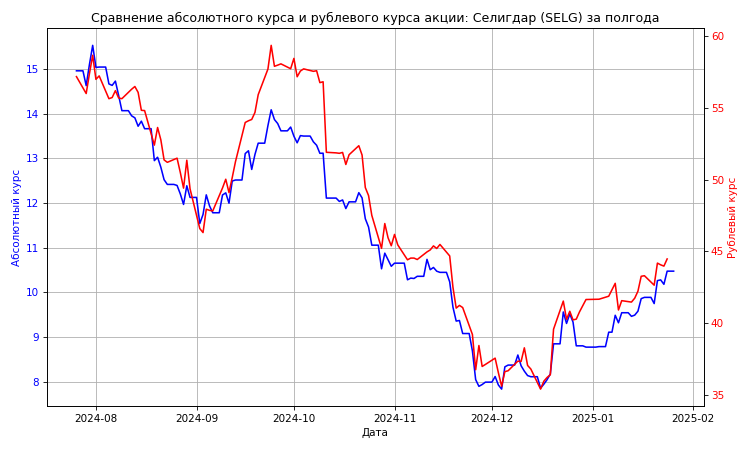 Сравнение абсолютного курса и рублевого курса акции: Селигдар (SELG) за полгода
Абсолютный курс
15
14
13
12
11
10
9
8
60
55
50
45
40
35
Рублевый курс
2024-08 2024-09 2024-10 2024-11 2024-12 2025-01 2025-02
Дата